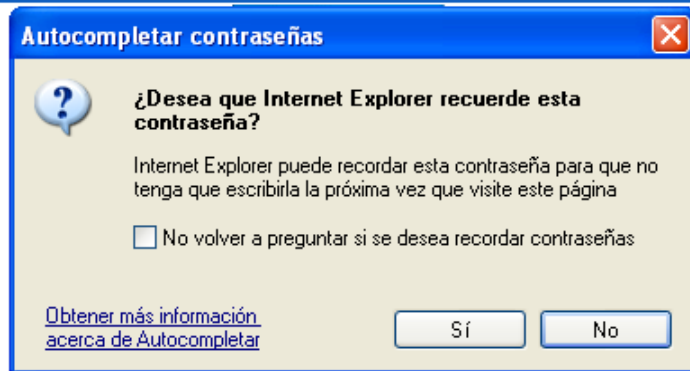 Autocompletar contraseñas
¿Desea que Internet Explorer recuerde esta
contraseña?
Internet Explorer puede recordar esta contraseña para que no
tenga que escribirla la próxima vez que visite este página
No volver a preguntar si se desea recordar contraseñas
Obtener más información
acerca de Autocompletar
Sí
No